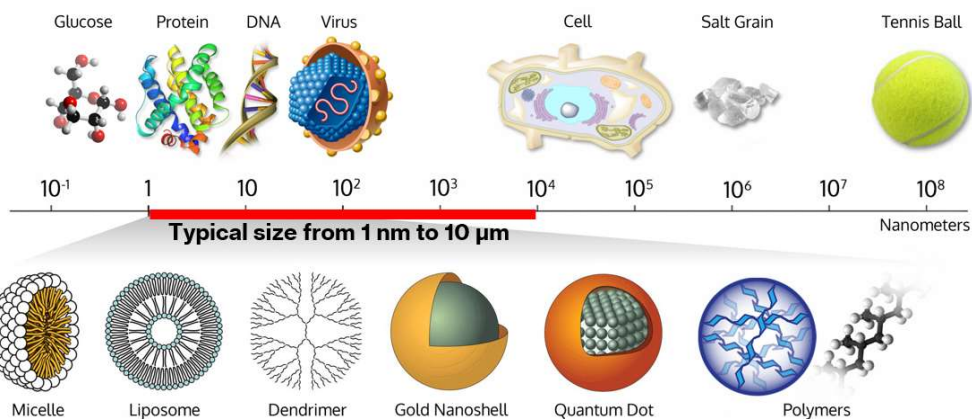 Glucose Protein DNA Virus Cell Salt Grain Tennis Ball
10⁻¹ 1 10 10² 10³ 10⁴ 10⁵ 10⁶ 10⁷ 10⁸
Nanometers
Typical size from 1 nm to 10 µm
Micelle Liposome Dendrimer Gold Nanoshell Quantum Dot Polymers